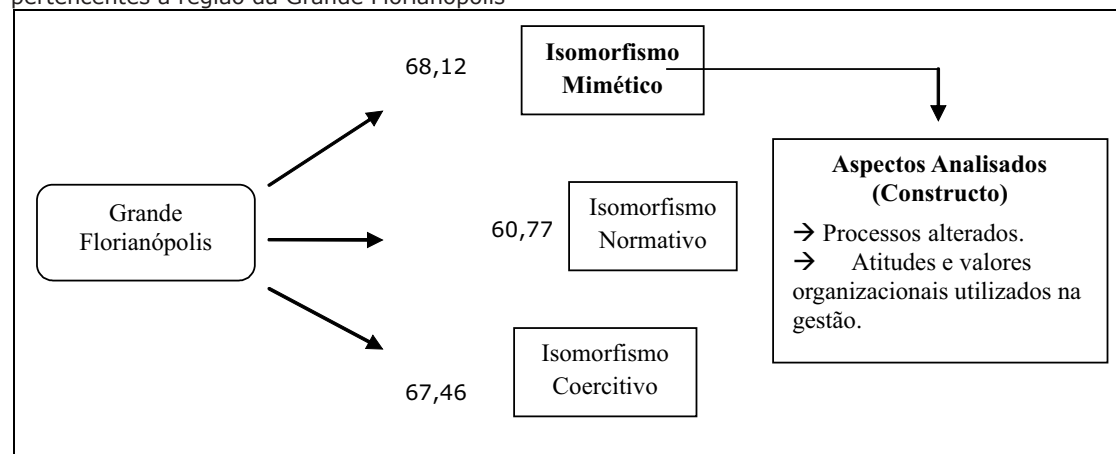 pertencentes à região da Grande Florianópolis
68,12
Isomorfismo
Mimético
Aspectos Analisados
(Constructo)
→ Processos alterados.
→ Atitudes e valores
organizacionais utilizados na
gestão.
Grande
Florianópolis
60,77
Isomorfismo
Normativo
Isomorfismo
Coercitivo
67,46